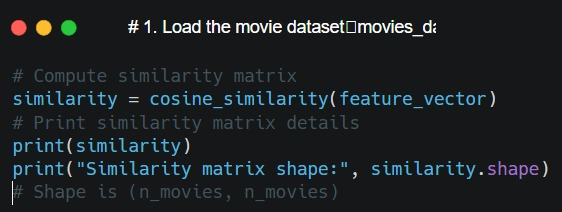 # 1. Load the movie dataset□movies_da
# Compute similarity matrix
similarity = cosine_similarity(feature_vector)
# Print similarity matrix details
print(similarity)
print("Similarity matrix shape:", similarity.shape)
# Shape is (n_movies, n_movies)